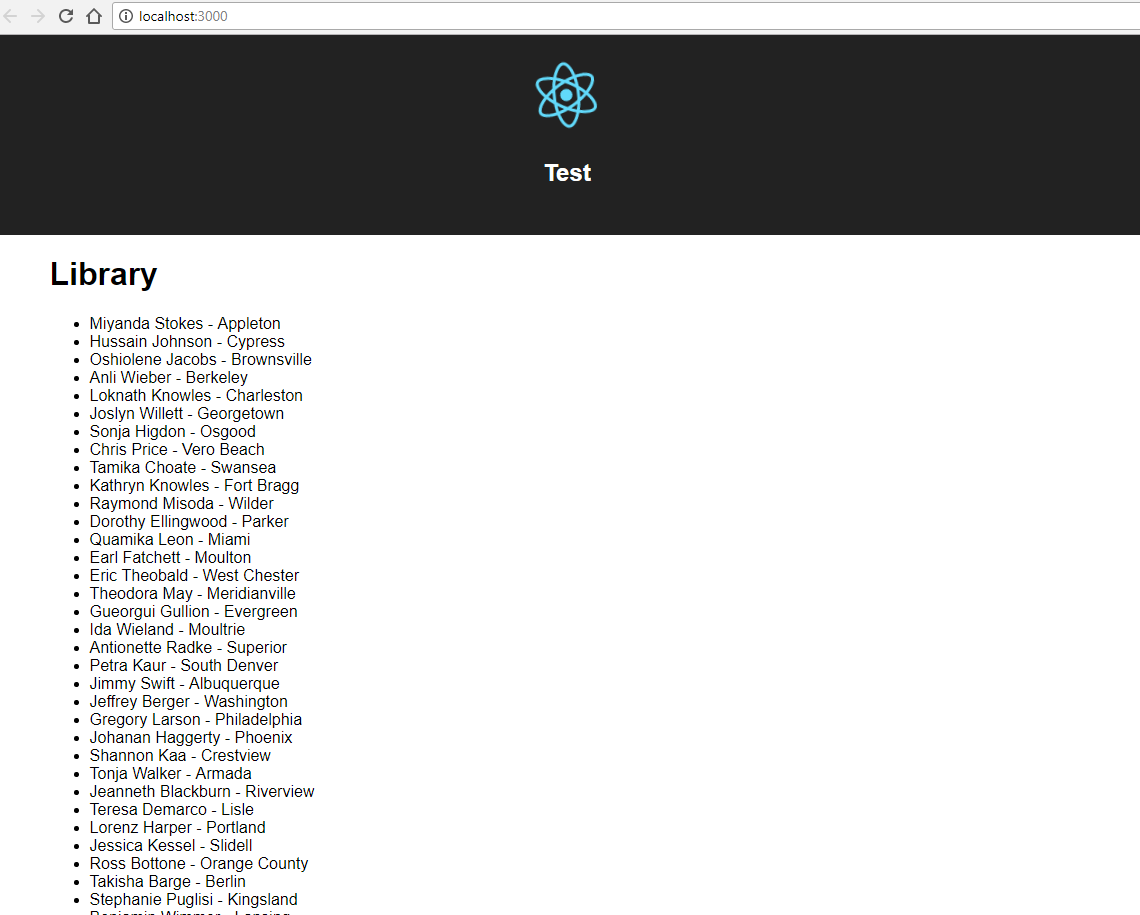 localhost:3000
Test
Library
Miyanda Stokes - Appleton
Hussain Johnson - Cypress
Oshiolene Jacobs - Brownsville
Anli Wieber - Berkeley
Loknath Knowles - Charleston
Joslyn Willett - Georgetown
Sonja Higdon - Osgood
Chris Price - Vero Beach
Tamika Choate - Swansea
Kathryn Knowles - Fort Bragg
Raymond Misoda - Wilder
Dorothy Ellingwood - Parker
Quamika Leon - Miami
Earl Fatchett - Moulton
Eric Theobald - West Chester
Theodora May - Meridianville
Gueorgui Gullion - Evergreen
Ida Wieland - Moultrie
Antionette Radke - Superior
Petra Kaur - South Denver
Jimmy Swift - Albuquerque
Jeffrey Berger - Washington
Gregory Larson - Philadelphia
Johanan Haggerty - Phoenix
Shannon Kaa - Crestview
Tonja Walker - Armada
Jeanneth Blackburn - Riverview
Teresa Demarco - Lisle
Lorenz Harper - Portland
Jessica Kessel - Slidell
Ross Bottone - Orange County
Takisha Barge - Berlin
Stephanie Puglisi - Kingsland